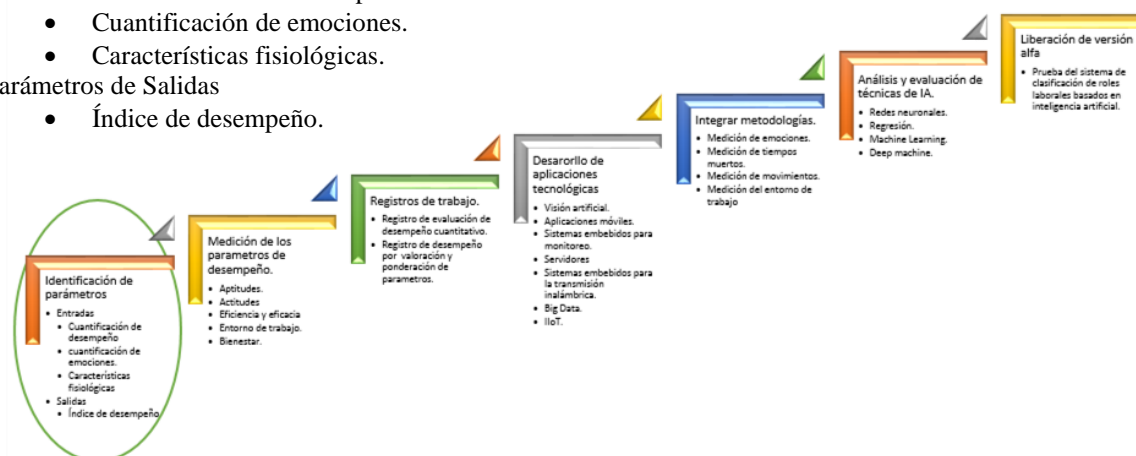 • Cuantificación de emociones.
• Características fisiológicas.
arámetros de Salidas
• Índice de desempeño.
Identificación de
parámetros
• Entradas
• Cuantificación de
desempeño
• cuantificación de
emociones.
• Características
fisiológicas
• Salidas
• Índice de desempeño
Medición de los
parametros de
desempeño.
• Aptitudes.
• Actitudes
• Eficiencia y eficacia
• Entorno de trabajo.
• Bienestar.
Registros de trabajo.
• Registro de evaluación de
desempeño cuantitativo.
• Registro de desempeño
por valoración y
ponderación de
parametros.
Desarorllo de
aplicaciones
tecnológicas
• Visión artificial.
• Aplicaciones móviles.
• Sistemas embebidos para
monitoreo.
• Servidores
• Sistemas embebidos para
la transmisión
inalámbrica.
• Big Data.
• IIoT.
Integrar metodologías.
• Medición de emociones.
• Medición de tiempos
muertos.
• Medición de movimientos.
• Medición del entorno de
trabajo
Análisis y evaluación de
técnicas de IA.
• Redes neuronales.
• Regresión.
• Machine Learning.
• Deep machine.
Liberación de versión
alfa
• Prueba del sistema de
clasificación de roles
laborales basados en
inteligencia artificial.